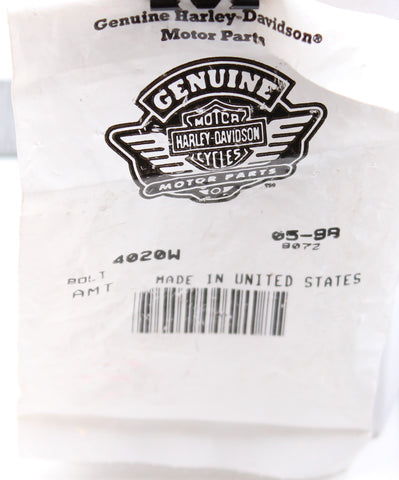 Genuine Harley-Davidson®
Motor Parts
GENUINE
MOTOR
HARLEY-DAVIDSON
CYCLES
MOTOR PARTS
4020W
05-9A
8072
BOLT
MADE IN UNITED STATES
AMT